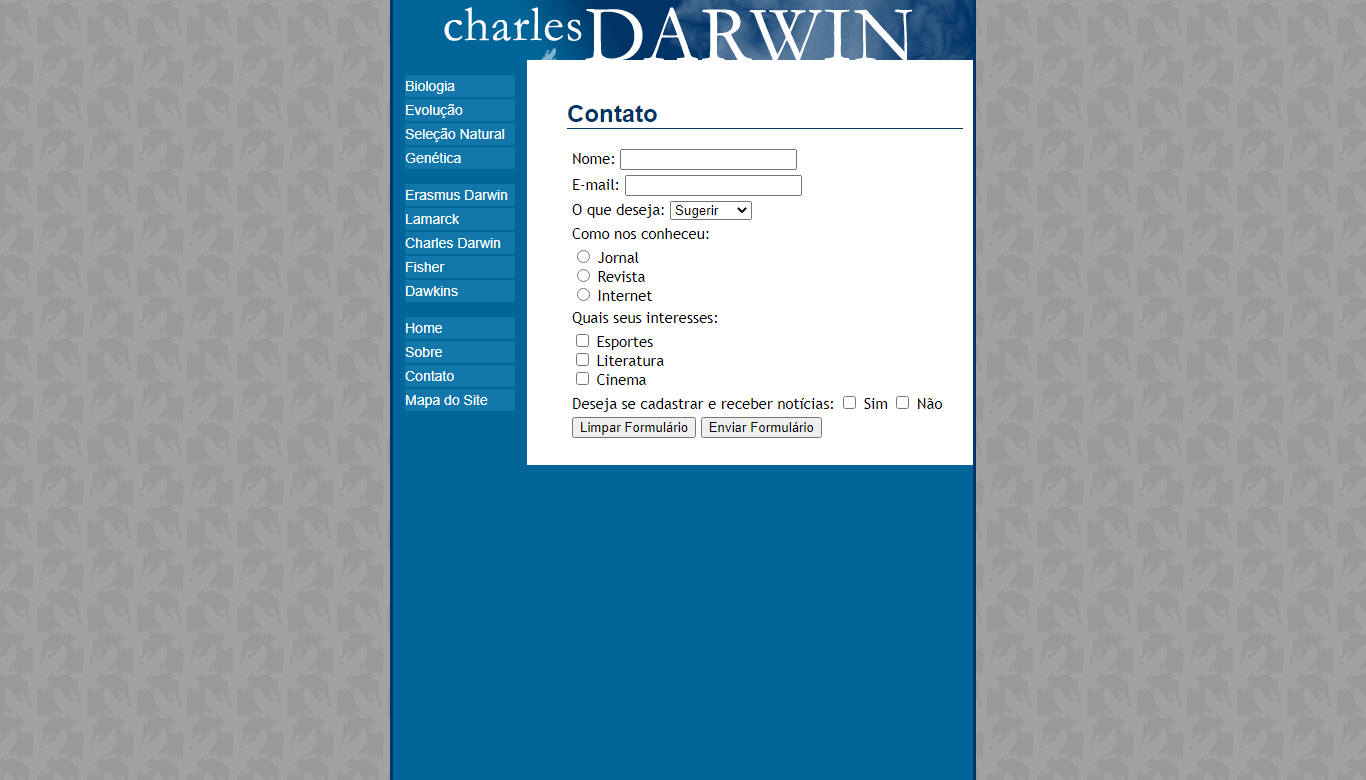 charles DARWIN
Biologia
Evolução
Seleção Natural
Genética
Erasmus Darwin
Lamarck
Charles Darwin
Fisher
Dawkins
Home
Sobre
Contato
Mapa do Site
Contato
Nome:
E-mail:
O que deseja: Sugerir
Como nos conheceu:
Jornal
Revista
Internet
Quais seus interesses:
Esportes
Literatura
Cinema
Deseja se cadastrar e receber notícias: Sim Não
Limpar Formulário Enviar Formulário